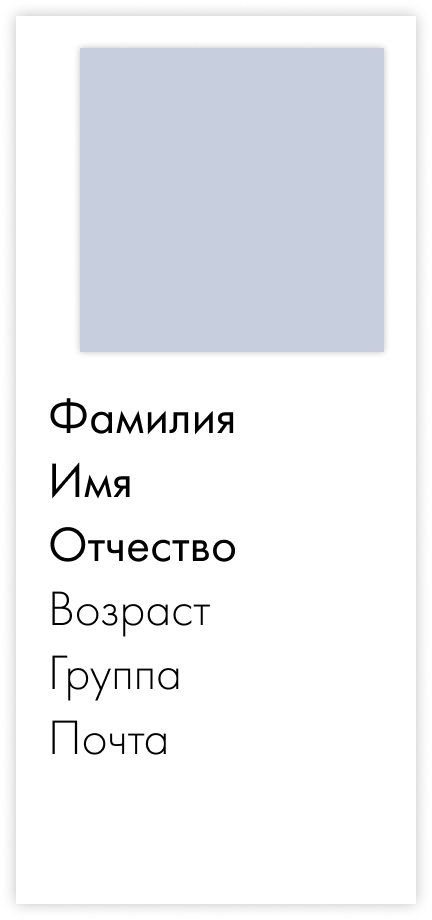 Фамилия
Имя
Отчество
Возраст
Группа
Почта